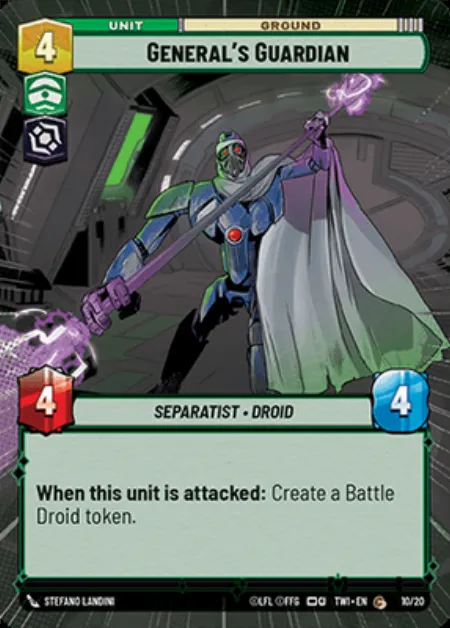 UNIT GROUND
4 GENERAL'S GUARDIAN
4 SEPARATIST • DROID 4
When this unit is attacked: Create a Battle
Droid token.
STEFANO LANDINI ©LFL ©FFG TWI•EN C 10/20